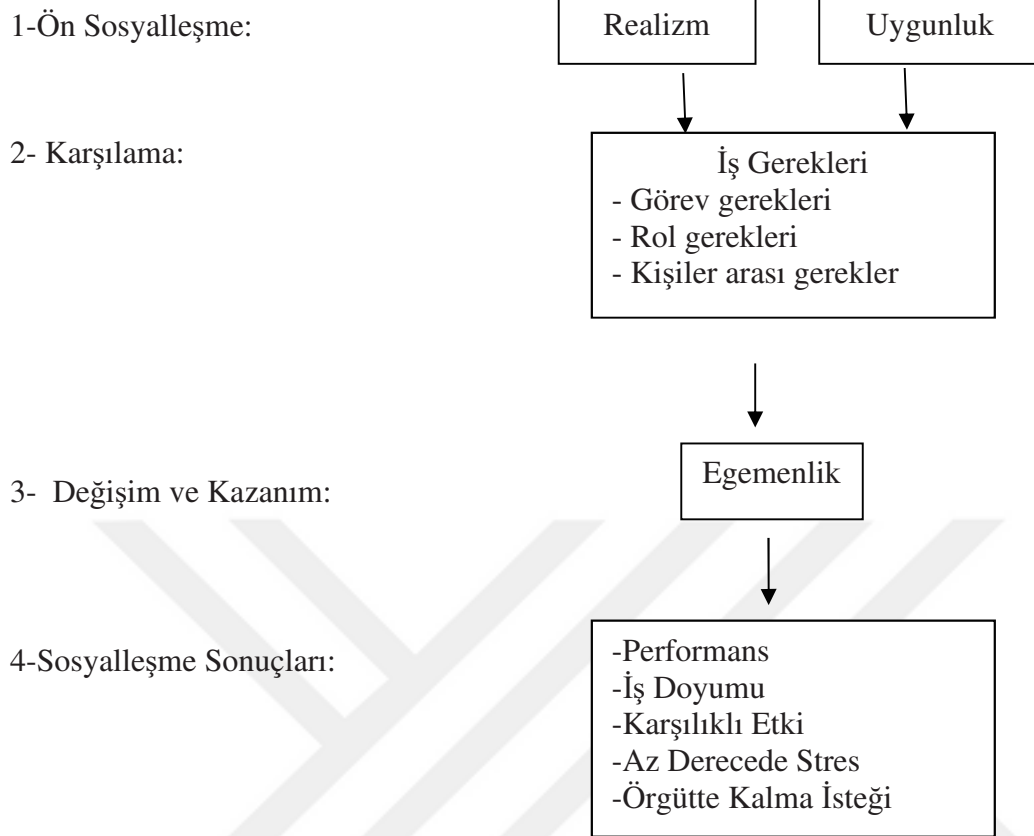 1-Ön Sosyalleşme:
Realizm
Uygunluk
2- Karşılama:
İş Gerekleri
- Görev gerekleri
- Rol gerekleri
- Kişiler arası gerekler
3- Değişim ve Kazanım:
Egemenlik
4-Sosyalleşme Sonuçları:
-Performans
-İş Doyumu
-Karşılıklı Etki
-Az Derecede Stres
-Örgütte Kalma İsteği